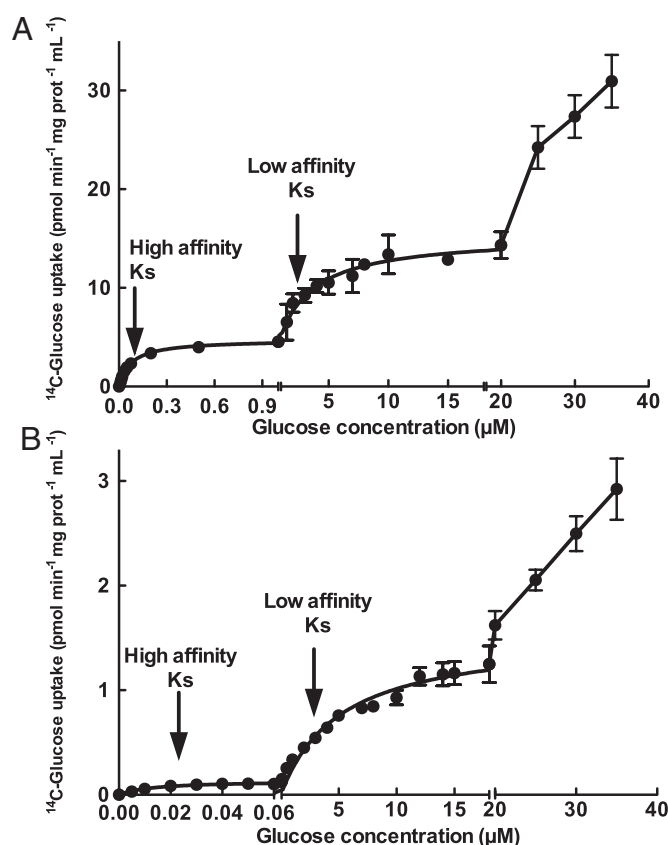 A
¹⁴C-Glucose uptake (pmol min⁻¹ mg prot ⁻¹ mL ⁻¹)
30
20
10
0
High affinity
Ks
Low affinity
Ks
0.0 0.3 0.6 0.9 5 10 15 20 30 40
Glucose concentration (µM)
B
¹⁴C-Glucose uptake (pmol min⁻¹ mg prot ⁻¹ mL ⁻¹)
3
2
1
0
High affinity
Ks
Low affinity
Ks
0.00 0.02 0.04 0.06 5 10 15 20 30 40
Glucose concentration (µM)